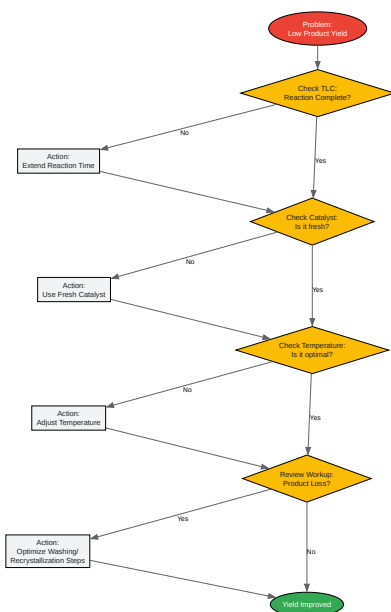 Problem:
Low Product Yield
Check TLC:
Reaction Complete?
No
Yes
Action:
Extend Reaction Time
Check Catalyst:
Is it fresh?
No
Yes
Action:
Use Fresh Catalyst
Check Temperature:
Is it optimal?
No
Yes
Action:
Adjust Temperature
Review Workup:
Product Loss?
Yes
No
Action:
Optimize Washing/
Recrystallization Steps
Yield Improved